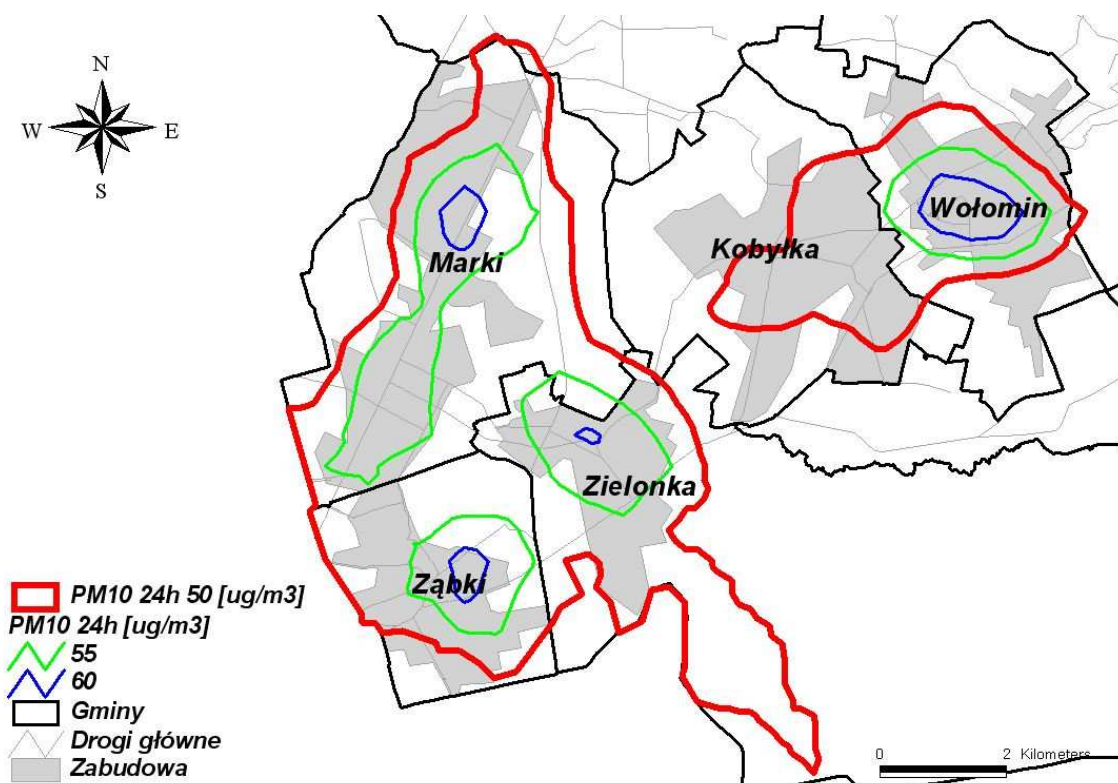 N
W E
S
Wołomin
Kobyłka
Marki
Zielonka
Ząbki
PM10 24h 50 [ug/m3]
PM10 24h [ug/m3]
55
60
Gminy
Drogi główne
Zabudowa
0 2 Kilometers